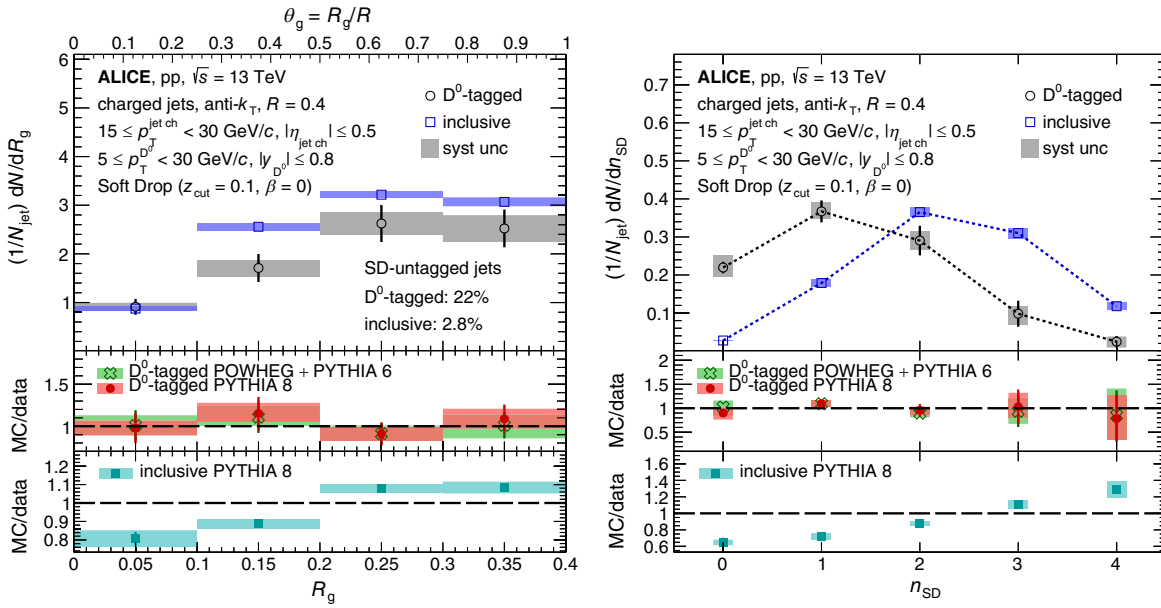 θg = Rg/R
0 0.1 0.2 0.3 0.4 0.5 0.6 0.7 0.8 0.9 1
ALICE, pp, √s = 13 TeV
charged jets, anti-kT, R = 0.4
15 ≤ pT^jet ch < 30 GeV/c, |ηjet ch| ≤ 0.5
5 ≤ pT^D⁰ < 30 GeV/c, |yD⁰| ≤ 0.8
Soft Drop (zcut = 0.1, β = 0)
D⁰-tagged
inclusive
syst unc
SD-untagged jets
D⁰-tagged: 22%
inclusive: 2.8%
(1/Njet) dN/dRg
6
5
4
3
2
1
D⁰-tagged POWHEG + PYTHIA 6
D⁰-tagged PYTHIA 8
MC/data
1.5
1
inclusive PYTHIA 8
MC/data
1.1
1
0.9
0.8
0 0.05 0.1 0.15 0.2 0.25 0.3 0.35 0.4
Rg
ALICE, pp, √s = 13 TeV
charged jets, anti-kT, R = 0.4
15 ≤ pT^jet ch < 30 GeV/c, |ηjet ch| ≤ 0.5
5 ≤ pT^D⁰ < 30 GeV/c, |yD⁰| ≤ 0.8
Soft Drop (zcut = 0.1, β = 0)
D⁰-tagged
inclusive
syst unc
(1/Njet) dN/dnSD
0.7
0.6
0.5
0.4
0.3
0.2
0.1
D⁰-tagged POWHEG + PYTHIA 6
D⁰-tagged PYTHIA 8
MC/data
2
1.5
1
0.5
inclusive PYTHIA 8
MC/data
1.6
1.4
1.2
1.0
0.8
0.6
0 1 2 3 4
nSD